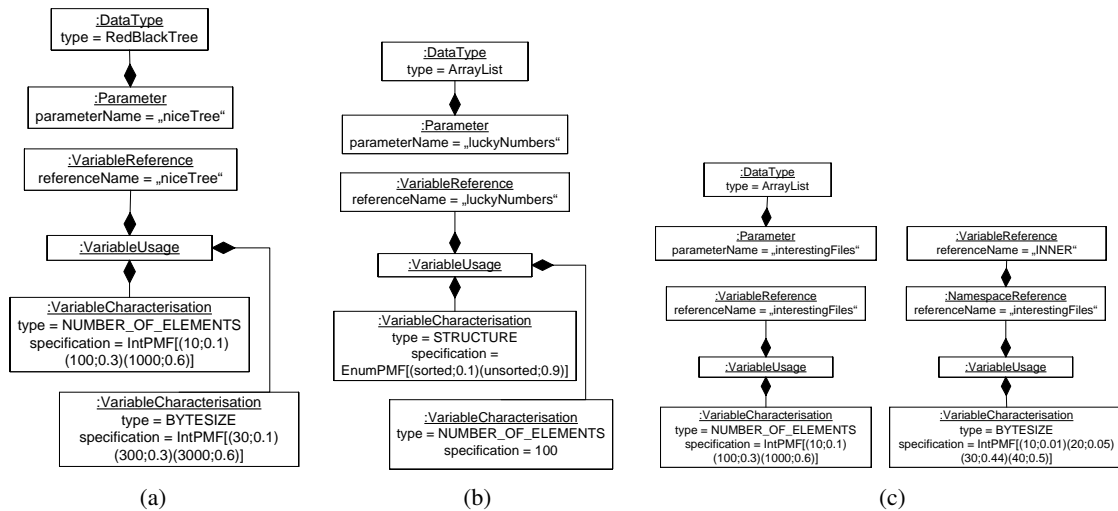 :DataType
type = RedBlackTree
:Parameter
parameterName = „niceTree“
:VariableReference
referenceName = „niceTree“
:VariableUsage
:VariableCharacterisation
type = NUMBER_OF_ELEMENTS
specification = IntPMF[(10;0.1)
(100;0.3)(1000;0.6)]
:VariableCharacterisation
type = BYTESIZE
specification = IntPMF[(30;0.1)
(300;0.3)(3000;0.6)]
(a)
:DataType
type = ArrayList
:Parameter
parameterName = „luckyNumbers“
:VariableReference
referenceName = „luckyNumbers“
:VariableUsage
:VariableCharacterisation
type = STRUCTURE
specification =
EnumPMF[(sorted;0.1)(unsorted;0.9)]
:VariableCharacterisation
type = NUMBER_OF_ELEMENTS
specification = 100
(b)
:DataType
type = ArrayList
:Parameter
parameterName = „interestingFiles“
:VariableReference
referenceName = „interestingFiles“
:VariableUsage
:VariableCharacterisation
type = NUMBER_OF_ELEMENTS
specification = IntPMF[(10;0.1)
(100;0.3)(1000;0.6)]
:VariableReference
referenceName = „INNER“
:NamespaceReference
referenceName = „interestingFiles“
:VariableUsage
:VariableCharacterisation
type = BYTESIZE
specification = IntPMF[(10;0.01)(20;0.05)
(30;0.44)(40;0.5)]
(c)